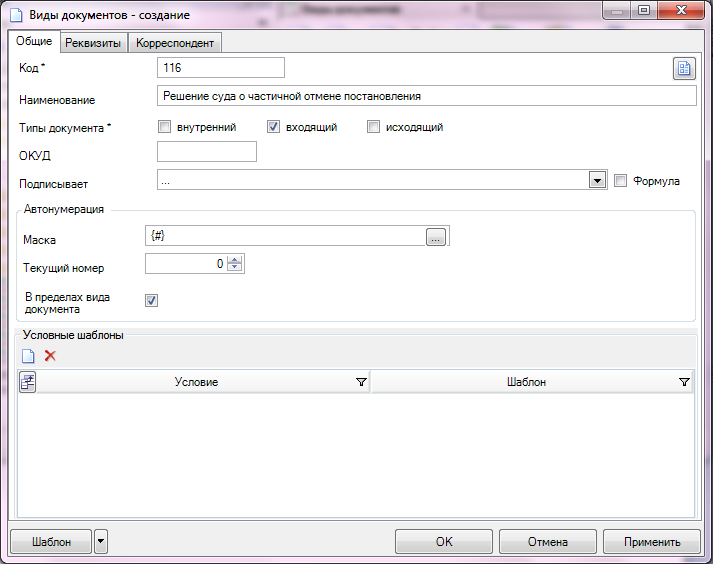 Виды документов - создание
Общие Реквизиты Корреспондент
Код * 116
Наименование Решение суда о частичной отмене постановления
Типы документа * внутренний входящий исходящий
ОКУД
Подписывает ... Формула
Автонумерация
Маска {#} ...
Текущий номер 0
В пределах вида
документа
Условные шаблоны
Условие Шаблон
Шаблон OK Отмена Применить